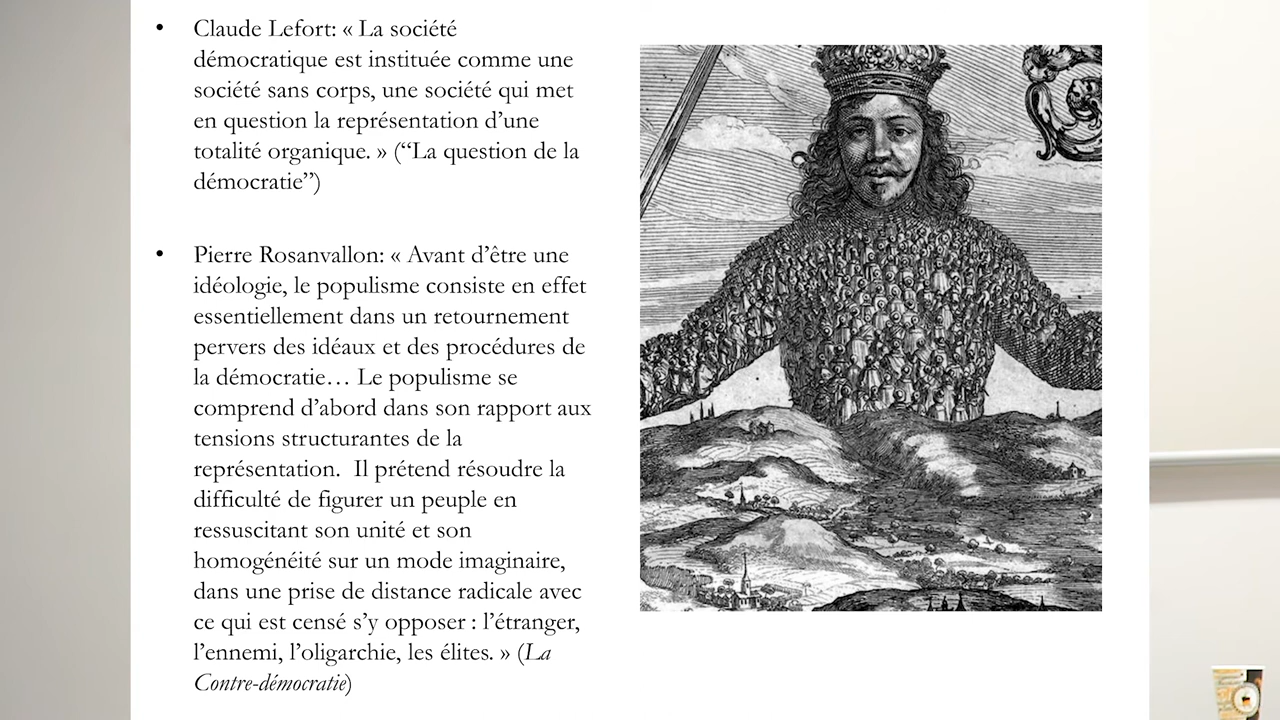 • Claude Lefort: « La société
démocratique est instituée comme une
société sans corps, une société qui met
en question la représentation d’une
totalité organique. » (“La question de la
démocratie”)
• Pierre Rosanvallon: « Avant d’être une
idéologie, le populisme consiste en effet
essentiellement dans un retournement
pervers des idéaux et des procédures de
la démocratie… Le populisme se
comprend d’abord dans son rapport aux
tensions structurantes de la
représentation.  Il prétend résoudre la
difficulté de figurer un peuple en
ressuscitant son unité et son
homogénéité sur un mode imaginaire,
dans une prise de distance radicale avec
ce qui est censé s’y opposer : l’étranger,
l’ennemi, l’oligarchie, les élites. » (La
Contre-démocratie)